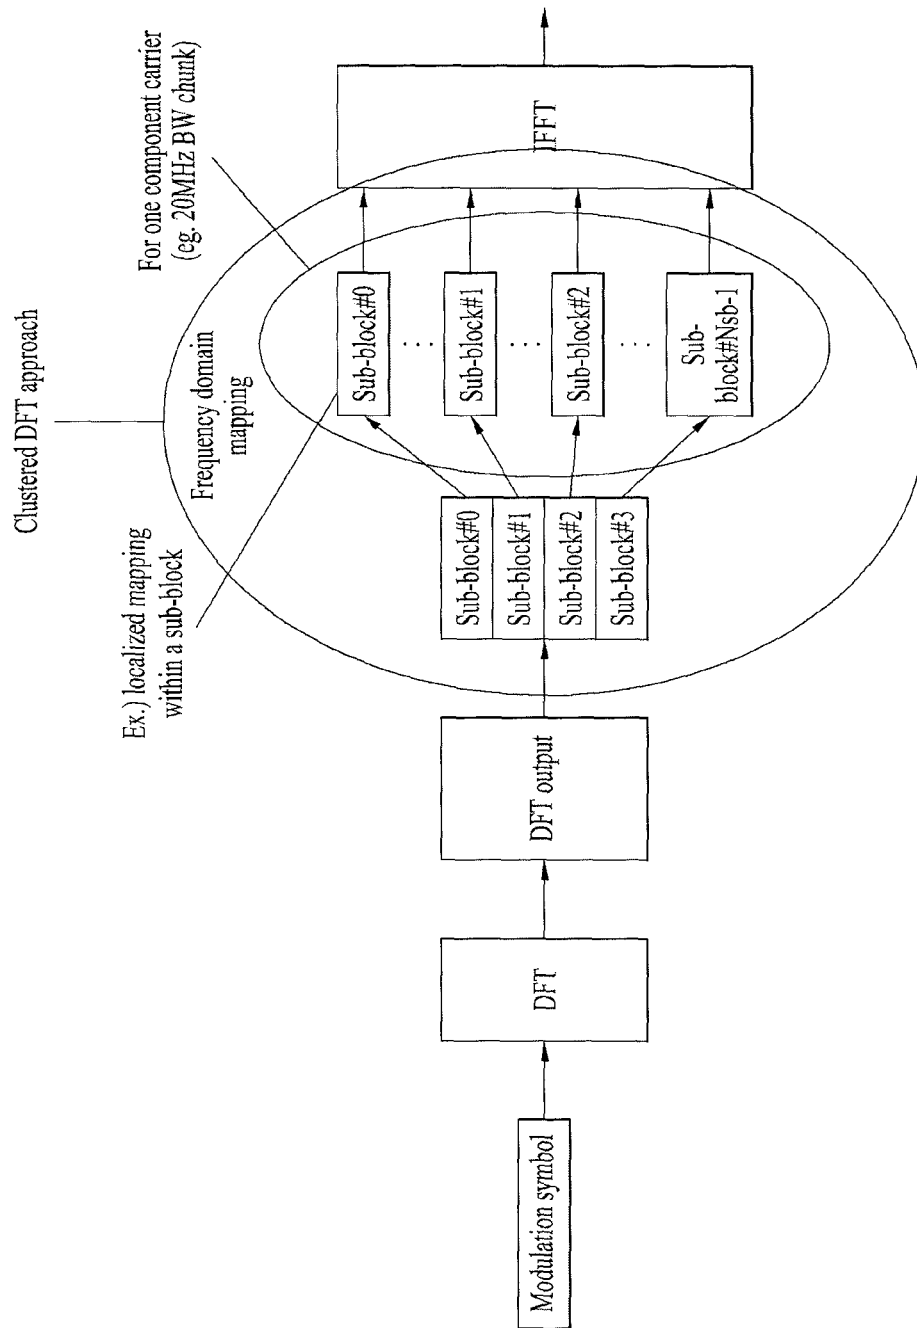 Clustered DFT approach
For one component carrier
(eg. 20MHz BW chunk)
Frequency domain
mapping
Ex.) localized mapping
within a sub-block
Modulation symbol
DFT
DFT output
Sub-block#0
Sub-block#1
Sub-block#2
Sub-block#3
Sub-block#0
Sub-block#1
Sub-block#2
Sub-
block#Nsb-1
IFFT